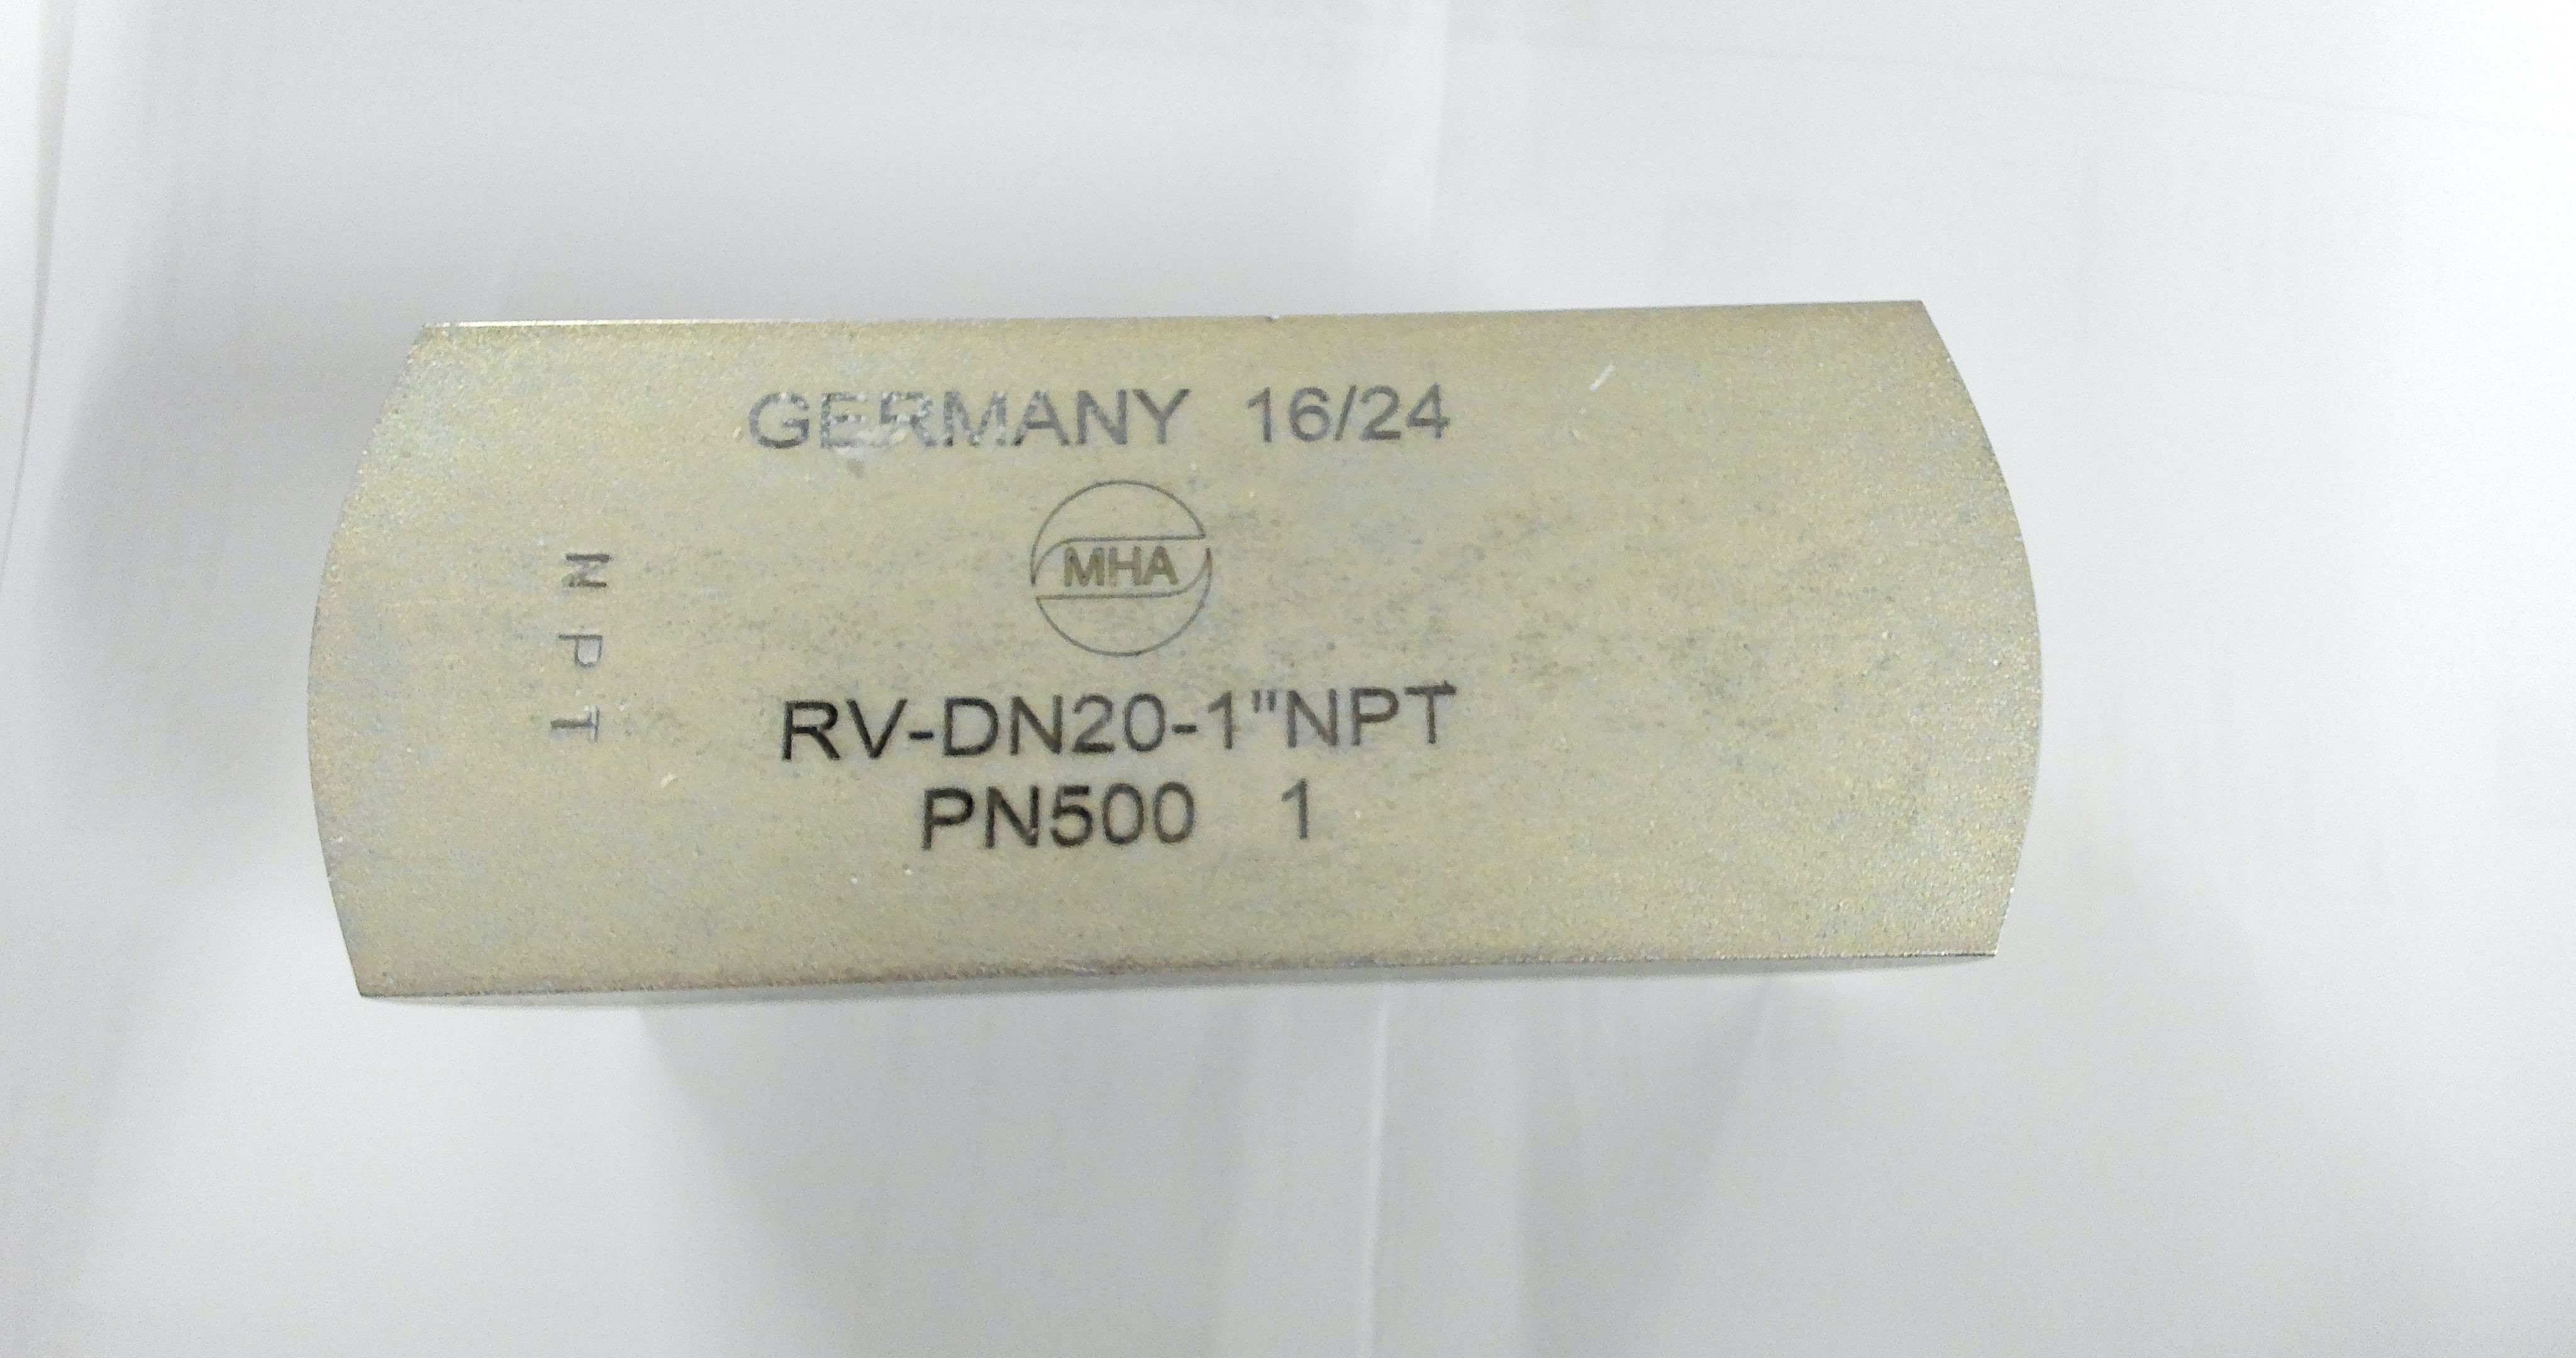 GERMANY 16/24
MHA
NPT
RV-DN20-1"NPT
PN500 1